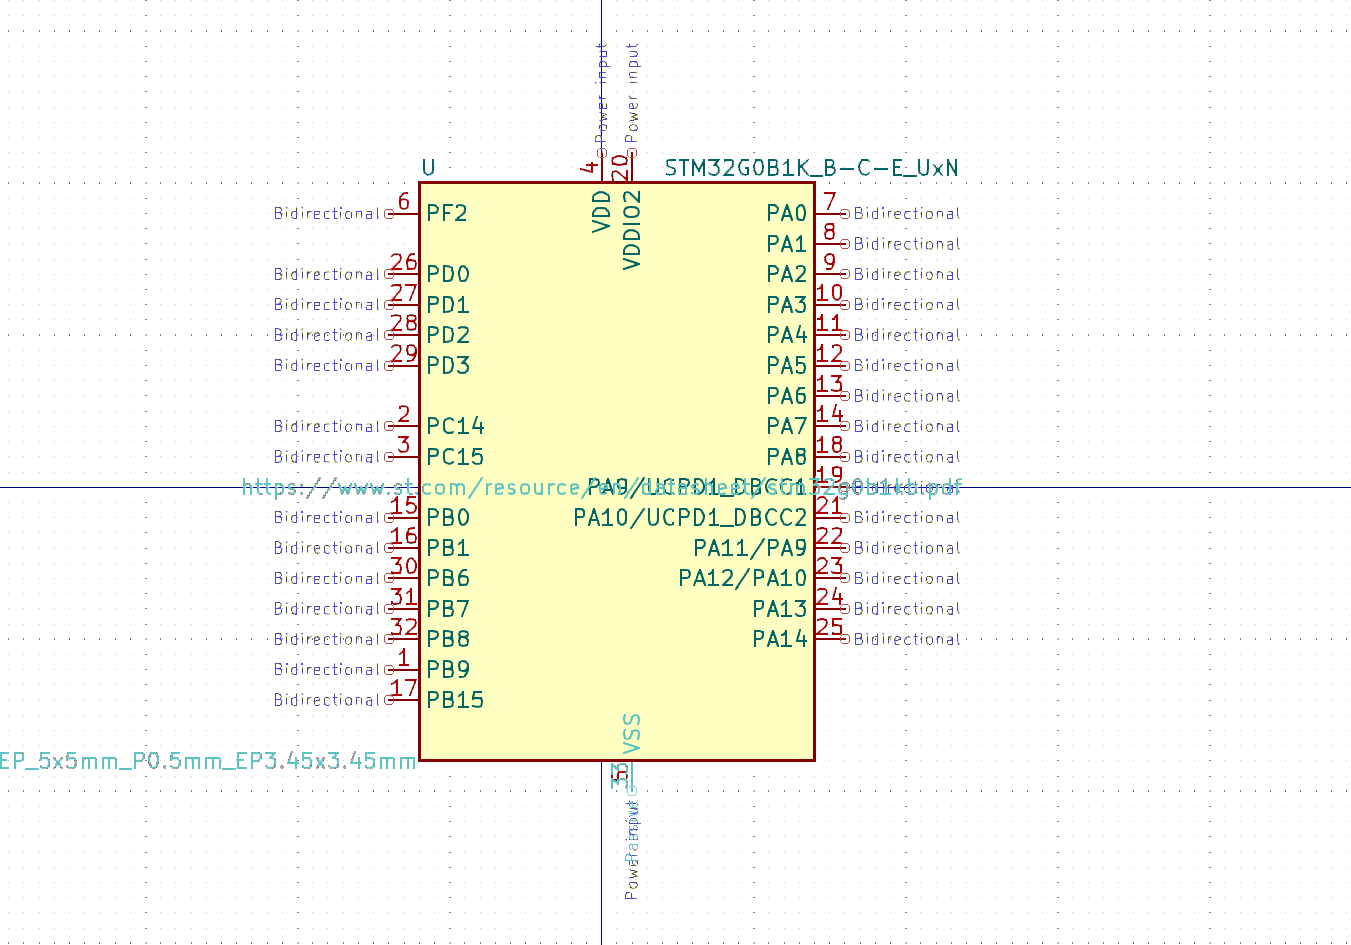 Power input
Power input
4
20
U
STM32G0B1K_B-C-E_UxN
VDD
VDDIO2
Bidirectional 6 PF2
PA0 7 Bidirectional
PA1 8 Bidirectional
Bidirectional 26 PD0
PA2 9 Bidirectional
Bidirectional 27 PD1
PA3 10 Bidirectional
Bidirectional 28 PD2
PA4 11 Bidirectional
Bidirectional 29 PD3
PA5 12 Bidirectional
PA6 13 Bidirectional
Bidirectional 2 PC14
PA7 14 Bidirectional
Bidirectional 3 PC15
PA8 18 Bidirectional
PA9/UCPD1_DBCC1 19 Bidirectional
https://www.st.com/resource/en/datasheet/stm32g0b1kb.pdf
Bidirectional 15 PB0
PA10/UCPD1_DBCC2 21 Bidirectional
Bidirectional 16 PB1
PA11/PA9 22 Bidirectional
Bidirectional 30 PB6
PA12/PA10 23 Bidirectional
Bidirectional 31 PB7
PA13 24 Bidirectional
Bidirectional 32 PB8
PA14 25 Bidirectional
Bidirectional 1 PB9
Bidirectional 17 PB15
VSS
EP_5x5mm_P0.5mm_EP3.45x3.45mm
Power input
Passive